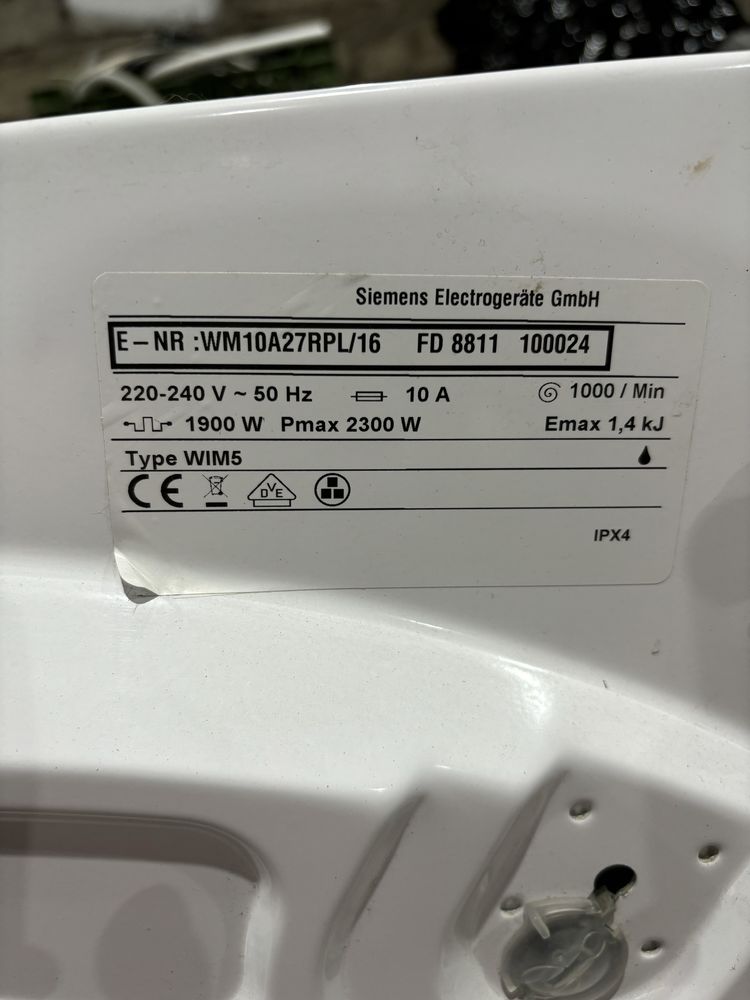 Siemens Electrogeräte GmbH
E – NR :WM10A27RPL/16 FD 8811 100024
220-240 V ~ 50 Hz 10 A 1000 / Min
1900 W Pmax 2300 W Emax 1,4 kJ
Type WIM5
CE DVE
IPX4